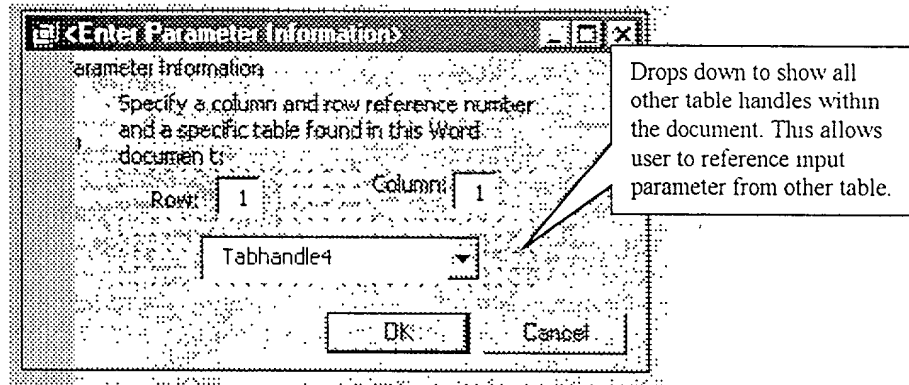 <Enter Parameter Information>
arameter Information
Specify a column and row reference number
and a specific table found in this Word
documen t:
Row: 1 Column: 1
Tabhandle4
OK Cancel
Drops down to show all
other table handles within
the document. This allows
user to reference input
parameter from other table.